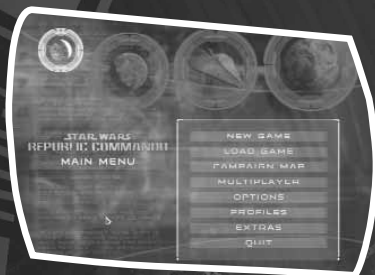 STAR WARS
REPUBLIC COMMANDO
MAIN MENU
NEW GAME
LOAD GAME
CAMPAIGN MAP
MULTIPLAYER
OPTIONS
PROFILES
EXTRAS
QUIT